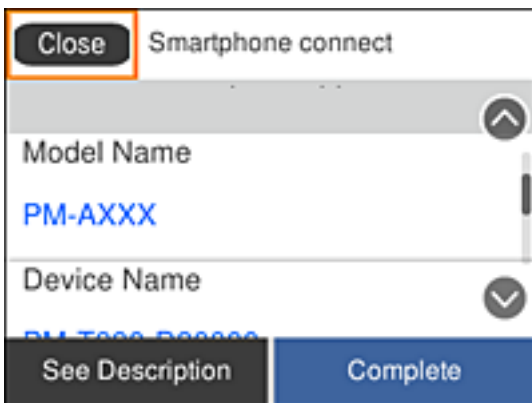 Close Smartphone connect
Model Name
PM-AXXX
Device Name
See Description Complete